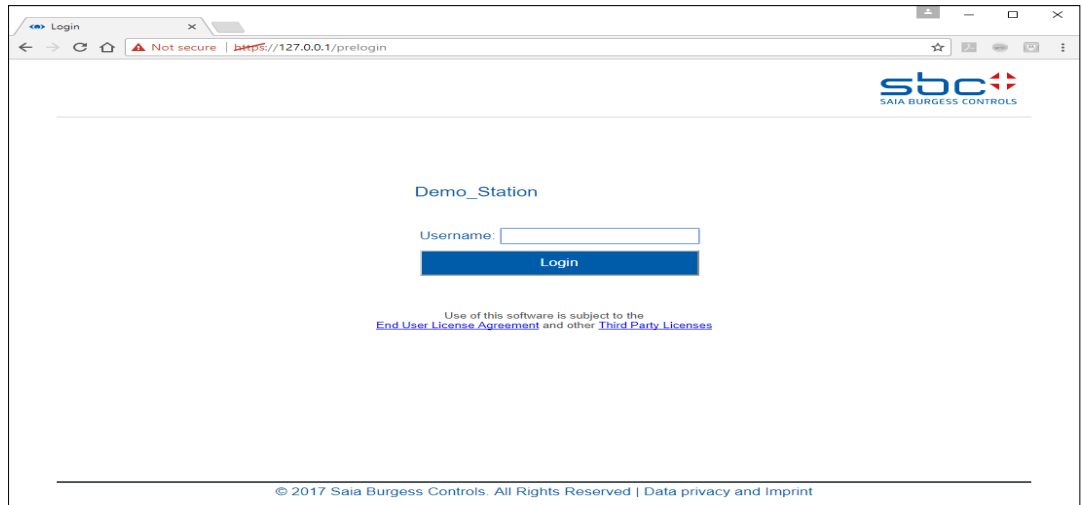 Login
Not secure | https://127.0.0.1/prelogin
sbc
SAIA BURGESS CONTROLS
Demo_Station
Username:
Login
Use of this software is subject to the
End User License Agreement and other Third Party Licenses
© 2017 Saia Burgess Controls. All Rights Reserved | Data privacy and Imprint